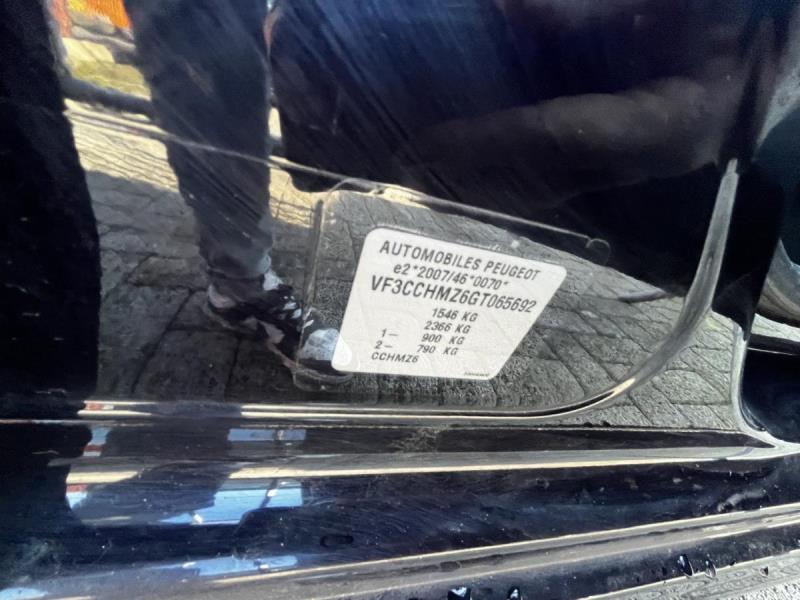 AUTOMOBILES PEUGEOT
e2*2007/46*0070*
VF3CCHMZ6GT065692
1546 KG
2366 KG
1- 900 KG
2- 790 KG
CCHMZ6